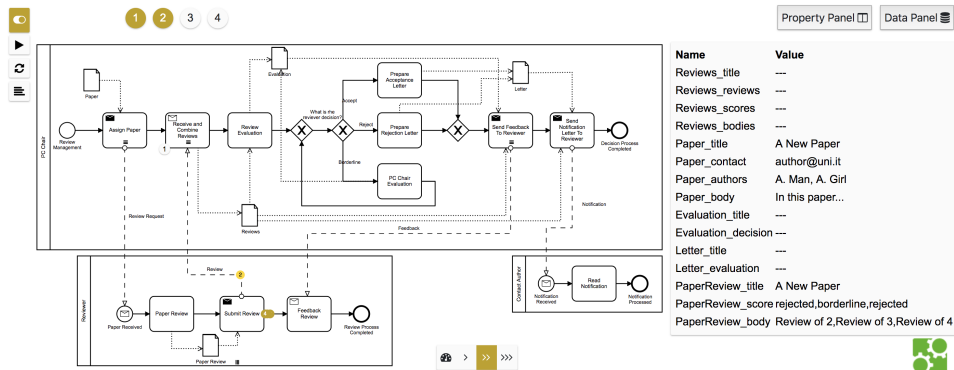 1 2 3 4
Property Panel
Data Panel
PC Chair
Review
Management
Paper
Assign Paper
Receive and
Combine
Reviews
1
Review
Evaluation
Evaluation
What is the
reviever decision?
Accept
Reject
Borderline
Prepare
Acceptance
Letter
Prepare
Rejection Letter
PC Chair
Evaluation
Letter
Send Feedback
To Reviewer
Send
Notification
Letter To
Reviewer
Decision Process
Completed
Reviews
Review Request
Feedback
Notification
Reviewer
Review
2
Paper Received
Paper Review
Submit Review
Feedback
Review
Review Process
Completed
Paper Review
Contact Author
Notification
Received
Read
Notification
Notification
Processed
Name Value
Reviews_title ---
Reviews_reviews ---
Reviews_scores ---
Reviews_bodies ---
Paper_title A New Paper
Paper_contact author@uni.it
Paper_authors A. Man, A. Girl
Paper_body In this paper...
Evaluation_title ---
Evaluation_decision ---
Letter_title ---
Letter_evaluation ---
PaperReview_title A New Paper
PaperReview_score rejected,borderline,rejected
PaperReview_body Review of 2,Review of 3,Review of 4